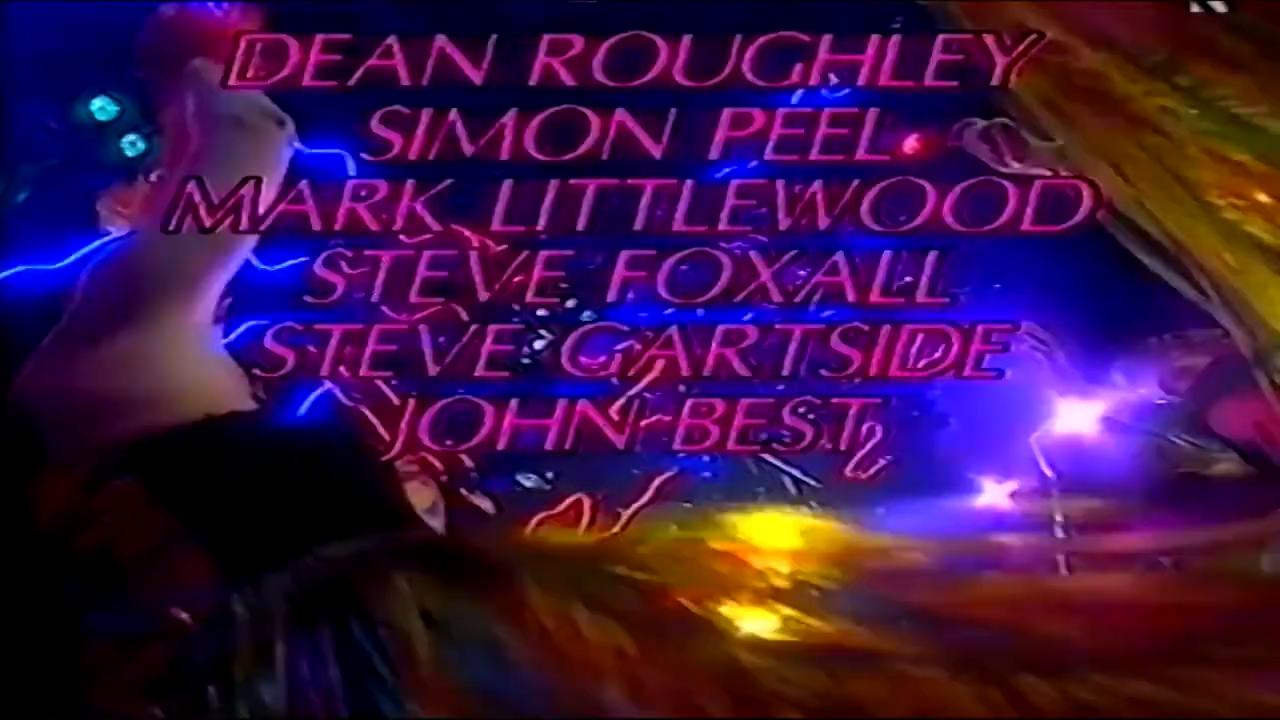 DEAN ROUGHLEY
SIMON PEEL
MARK LITTLEWOOD
STEVE FOXALL
STEVE GARTSIDE
JOHN BEST